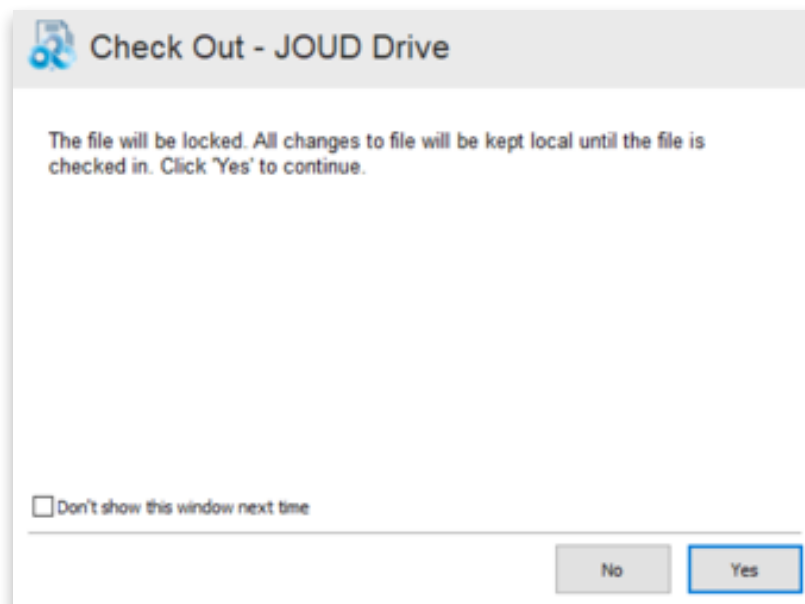 Check Out - JOUD Drive
The file will be locked. All changes to file will be kept local until the file is
checked in. Click 'Yes' to continue.
Don't show this window next time
No
Yes